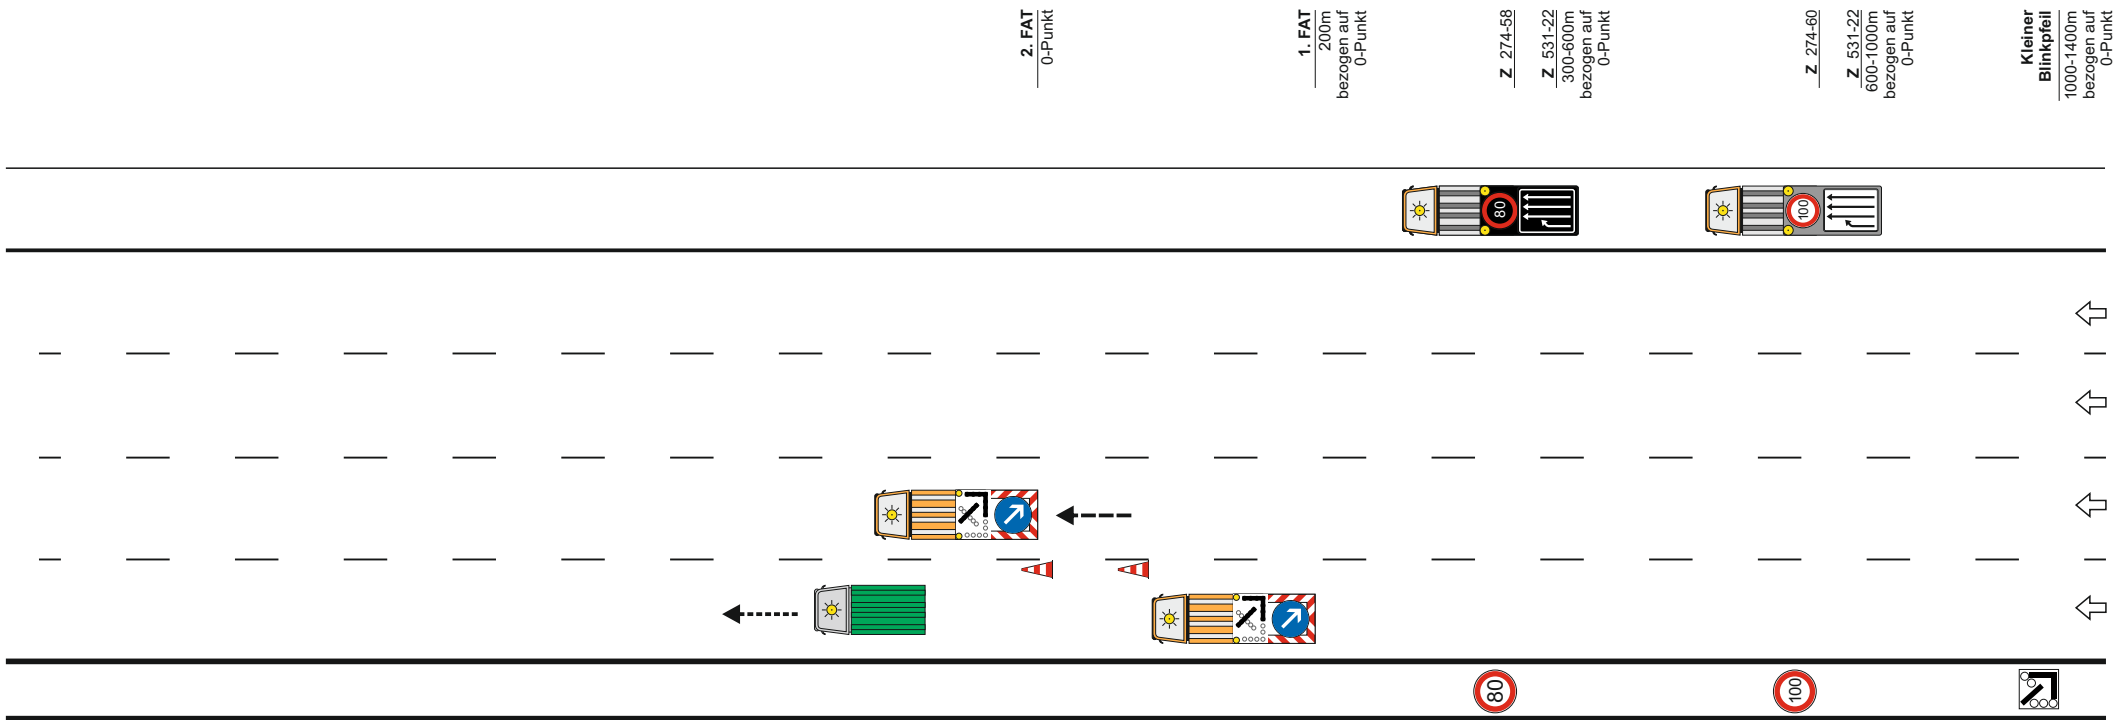 2. FAT
0-Punkt
1. FAT
200m
bezogen auf
0-Punkt
Z 274-58
Z 531-22
300-600m
bezogen auf
0-Punkt
Z 274-60
Z 531-22
600-1000m
bezogen auf
0-Punkt
Kleiner
Blinkpfeil
1000-1400m
bezogen auf
0-Punkt
80
100
80
100